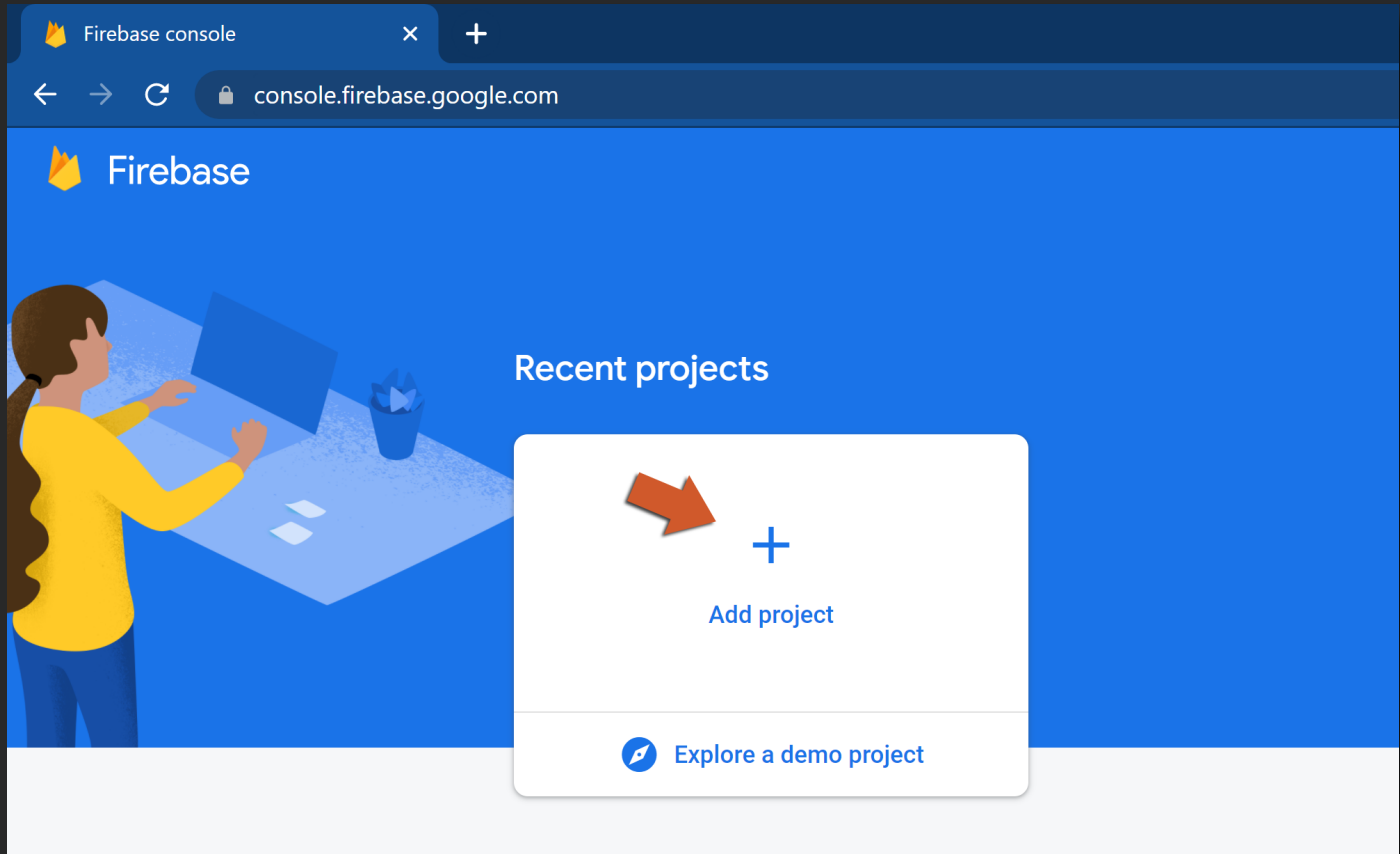 Firebase console
console.firebase.google.com
Firebase
Recent projects
Add project
Explore a demo project